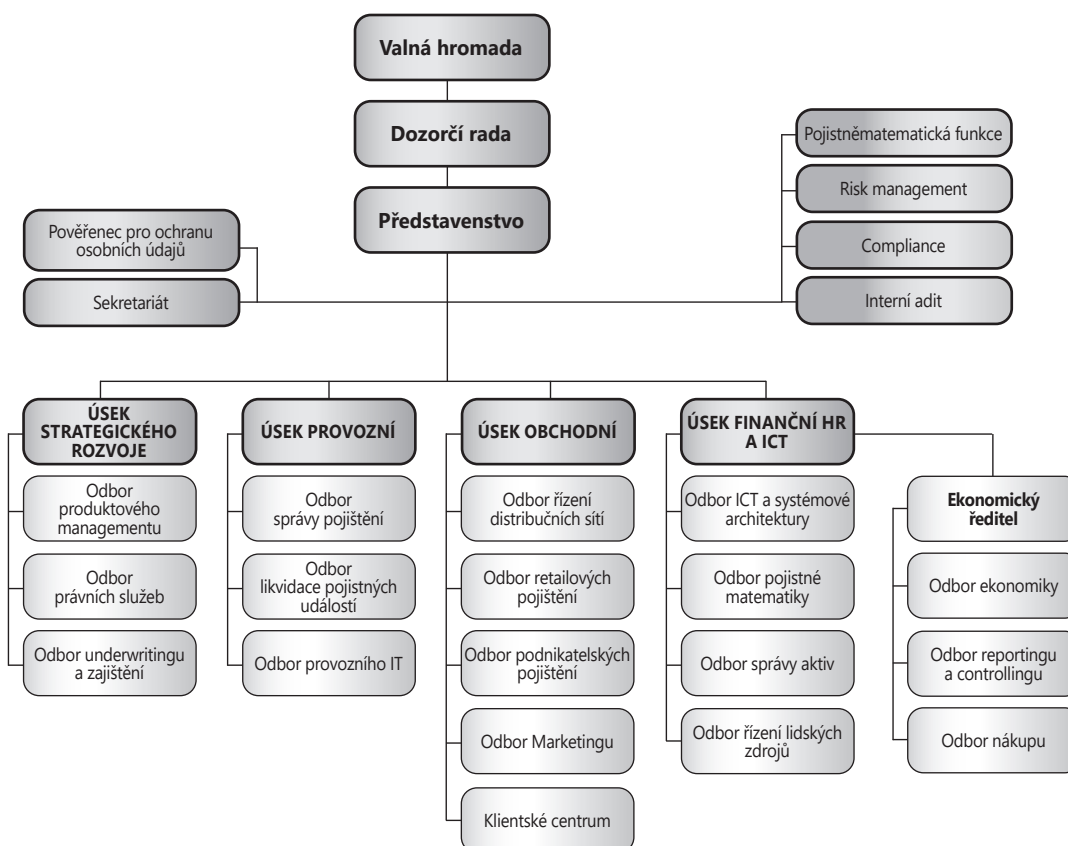 Valná hromada
Dozorčí rada
Představenstvo
Pověřenec pro ochranu
osobních údajů
Sekretariát
Pojistněmatematická funkce
Risk management
Compliance
Interní adit
ÚSEK
STRATEGICKÉHO
ROZVOJE
Odbor
produktového
managementu
Odbor
právních služeb
Odbor underwritingu
a zajištění
ÚSEK PROVOZNÍ
Odbor
správy pojištění
Odbor
likvidace pojistných
událostí
Odbor provozního IT
ÚSEK OBCHODNÍ
Odbor řízení
distribučních sítí
Odbor retailových
pojištění
Odbor podnikatelských
pojištění
Odbor Marketingu
Klientské centrum
ÚSEK FINANČNÍ HR
A ICT
Odbor ICT a systémové
architektury
Odbor pojistné
matematiky
Odbor správy aktiv
Odbor řízení lidských
zdrojů
Ekonomický
ředitel
Odbor ekonomiky
Odbor reportingu
a controllingu
Odbor nákupu